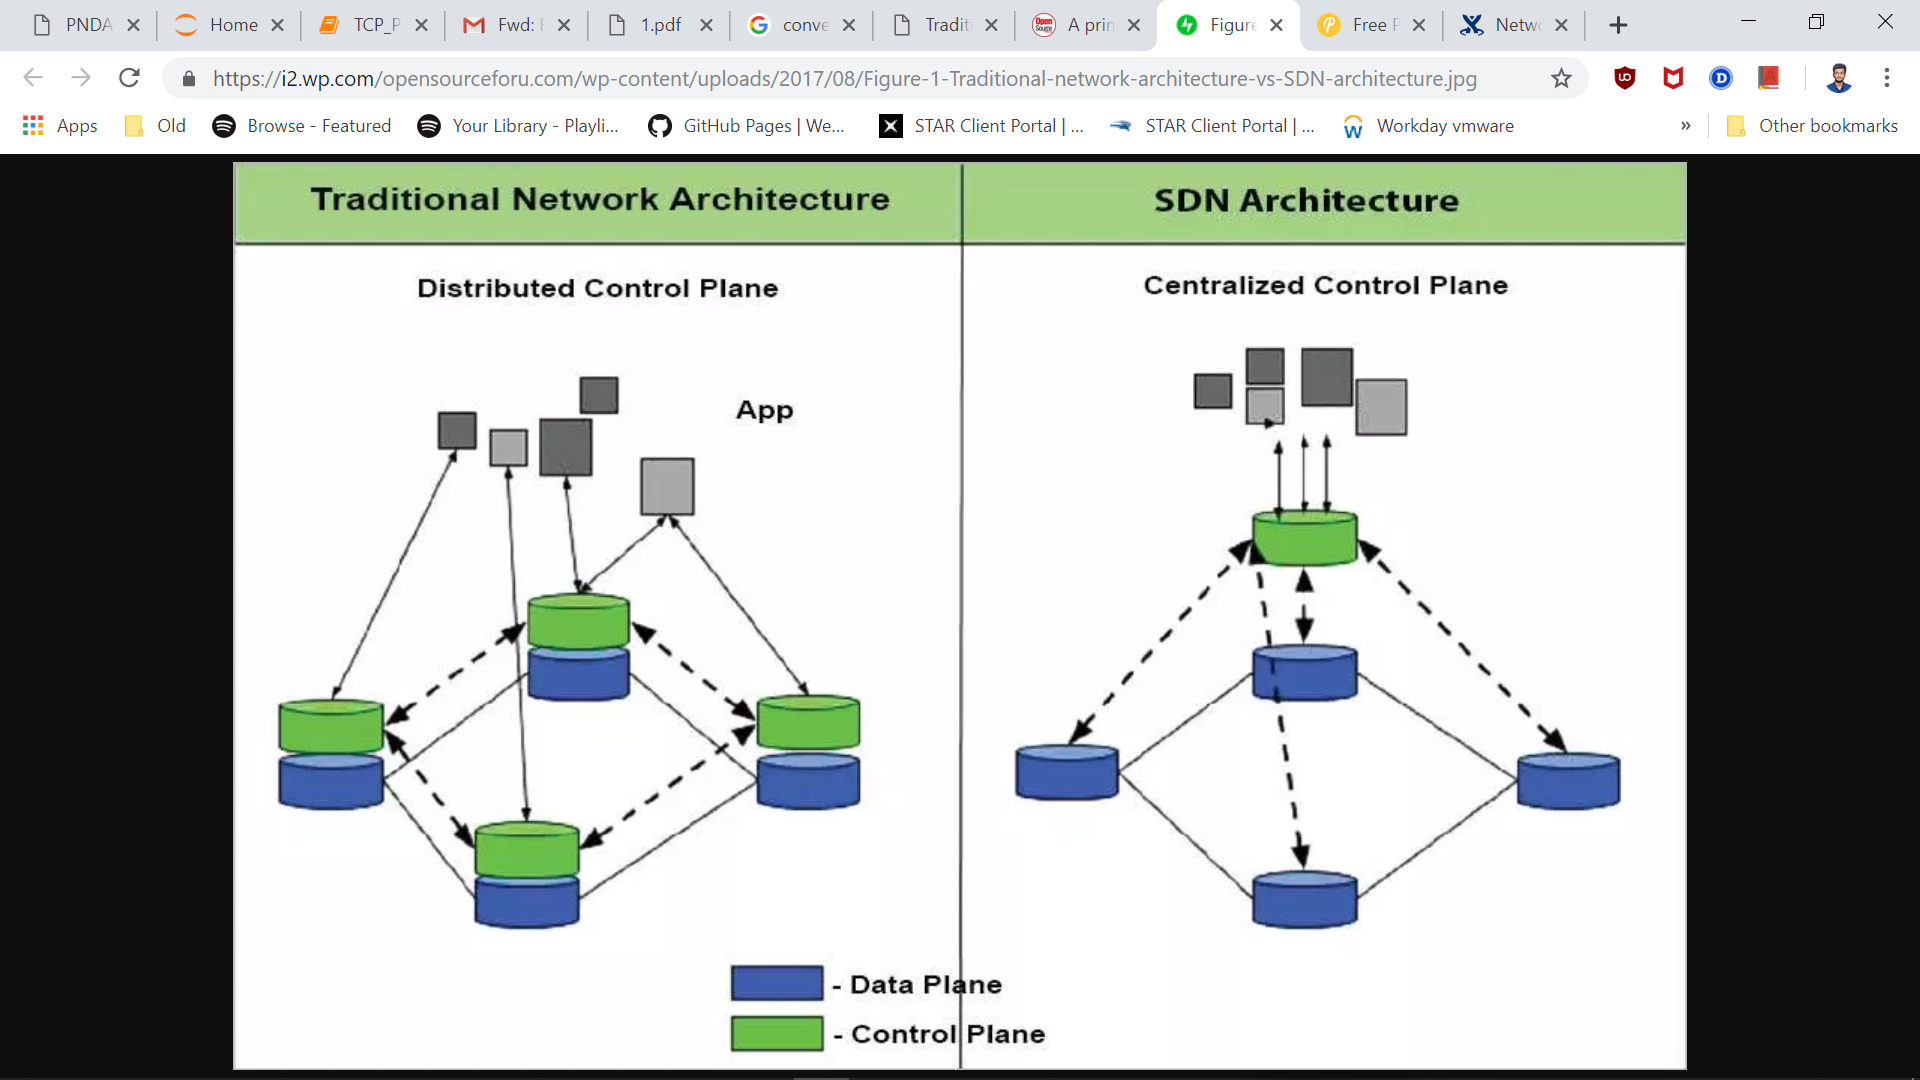 PNDA
Home
TCP_P
Fwd: F
1.pdf
conve
Traditi
A prin
Figure
Free P
Netwo
https://i2.wp.com/opensourceforu.com/wp-content/uploads/2017/08/Figure-1-Traditional-network-architecture-vs-SDN-architecture.jpg
Apps
Old
Browse - Featured
Your Library - Playli...
GitHub Pages | We...
STAR Client Portal | ...
STAR Client Portal | ...
Workday vmware
»
Other bookmarks
Traditional Network Architecture
SDN Architecture
Distributed Control Plane
Centralized Control Plane
App
- Data Plane
- Control Plane